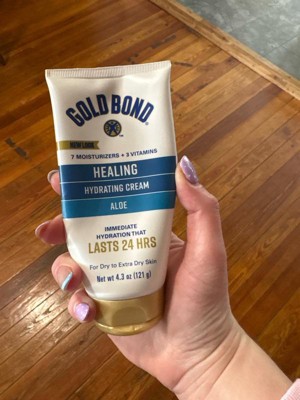 GOLD BOND®
NEW LOOK
7 MOISTURIZERS + 3 VITAMINS
HEALING
HYDRATING CREAM
ALOE
IMMEDIATE
HYDRATION THAT
LASTS 24 HRS
For Dry to Extra Dry Skin
Net wt 4.3 oz (121 g)